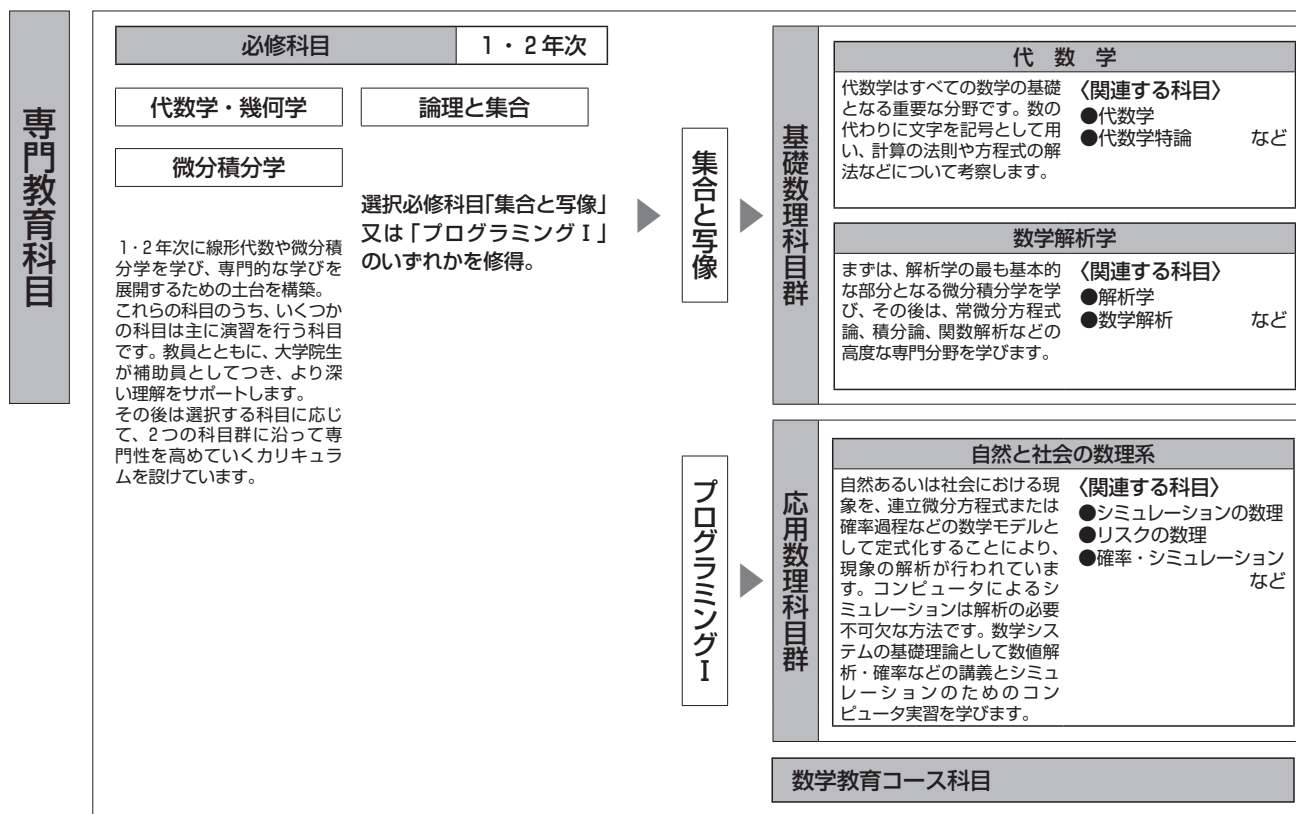 専門教育科目
必修科目
1・2年次
代数学・幾何学
論理と集合
微分積分学
1・2年次に線形代数や微分積
分学を学び、専門的な学びを
展開するための土台を構築。
これらの科目のうち、いくつか
の科目は主に演習を行う科目
です。教員とともに、大学院生
が補助員としてつき、より深
い理解をサポートします。
その後は選択する科目に応じ
て、2つの科目群に沿って専
門性を高めていくカリキュラ
ムを設けています。
選択必修科目「集合と写像」
又は「プログラミングⅠ」
のいずれかを修得。
集合と写像
基礎数理科目群
代 数 学
代数学はすべての数学の基礎
となる重要な分野です。数の
代わりに文字を記号として用
い、計算の法則や方程式の解
法などについて考察します。
〈関連する科目〉
●代数学
●代数学特論 など
数学解析学
まずは、解析学の最も基本的
な部分となる微分積分学を学
び、その後は、常微分方程式
論、積分論、関数解析などの
高度な専門分野を学びます。
〈関連する科目〉
●解析学
●数学解析 など
プログラミングⅠ
応用数理科目群
自然と社会の数理系
自然あるいは社会における現
象を、連立微分方程式または
確率過程などの数学モデルと
して定式化することにより、
現象の解析が行われていま
す。コンピュータによるシ
ミュレーションは解析の必要
不可欠な方法です。数学シス
テムの基礎理論として数値解
析・確率などの講義とシミュ
レーションのためのコン
ピュータ実習を学びます。
〈関連する科目〉
●シミュレーションの数理
●リスクの数理
●確率・シミュレーション
など
数学教育コース科目